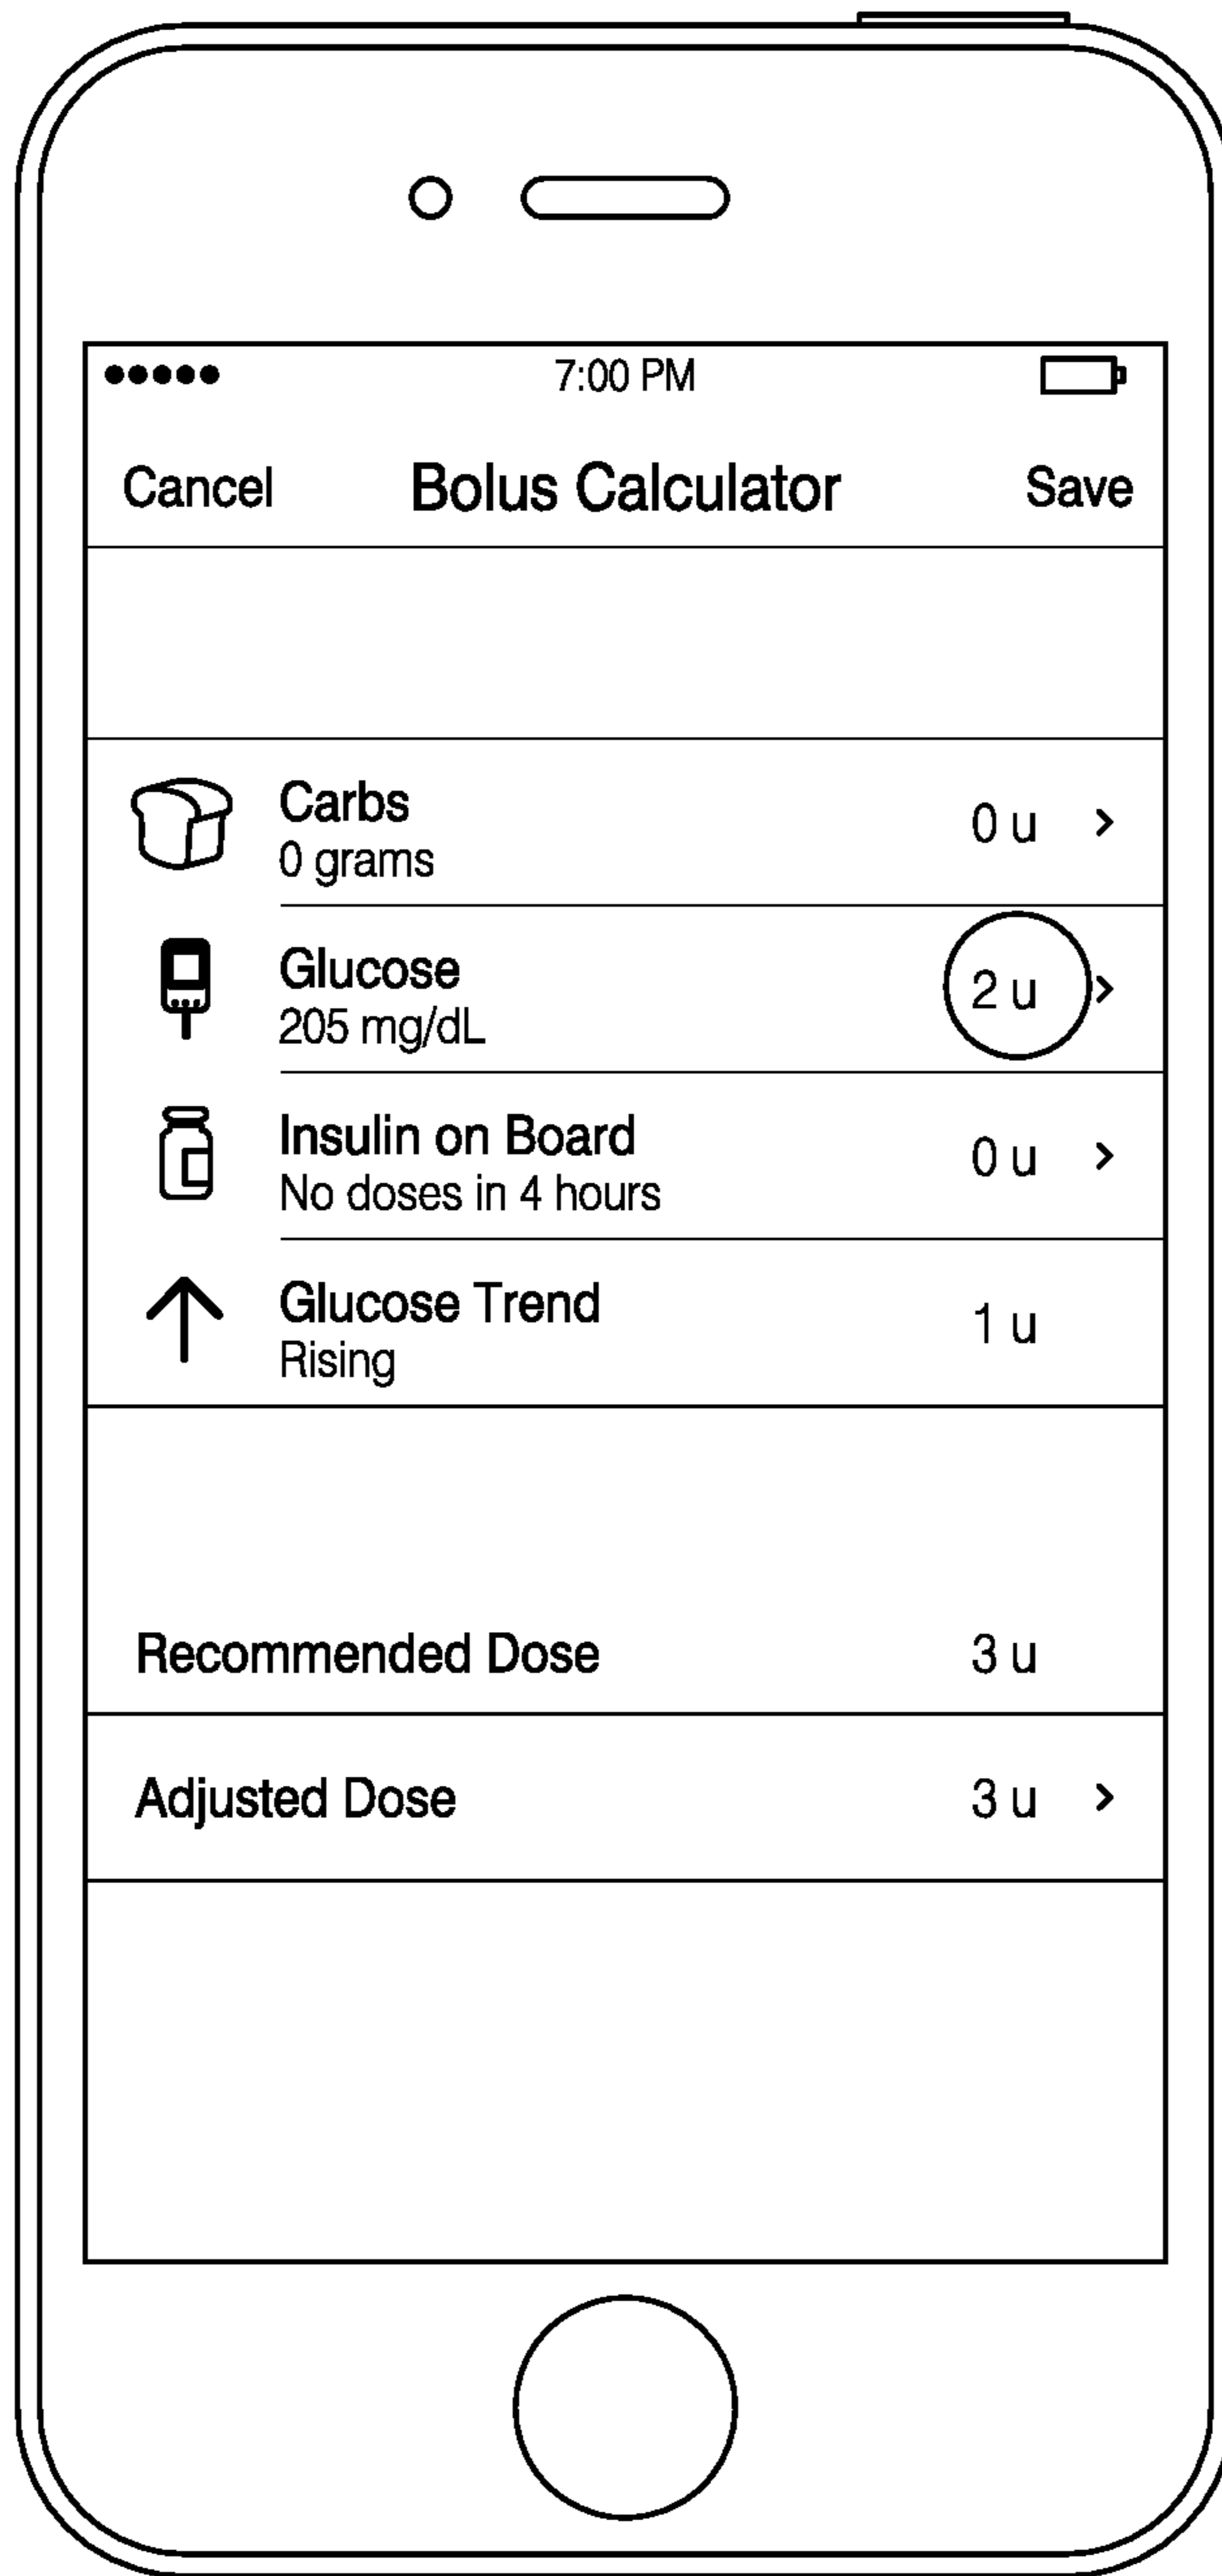 7:00 PM
Cancel Bolus Calculator Save
Carbs 0 u >
0 grams
Glucose 2 u >
205 mg/dL
Insulin on Board 0 u >
No doses in 4 hours
Glucose Trend 1 u
Rising
Recommended Dose 3 u
Adjusted Dose 3 u >